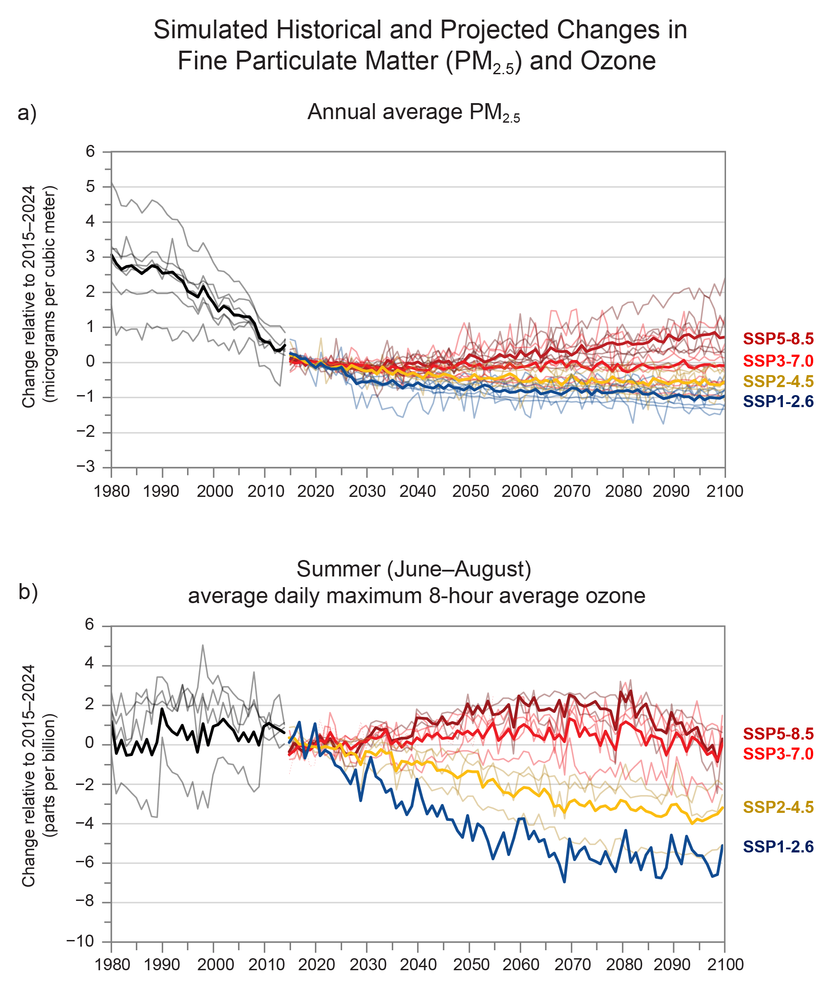 Simulated Historical and Projected Changes in
Fine Particulate Matter (PM2.5) and Ozone
a)
Annual average PM2.5
Change relative to 2015–2024
(micrograms per cubic meter)
6
5
4
3
2
1
0
−1
−2
−3
1980 1990 2000 2010 2020 2030 2040 2050 2060 2070 2080 2090 2100
SSP5-8.5
SSP3-7.0
SSP2-4.5
SSP1-2.6
b)
Summer (June–August)
average daily maximum 8-hour average ozone
Change relative to 2015–2024
(parts per billion)
6
4
2
0
−2
−4
−6
−8
−10
1980 1990 2000 2010 2020 2030 2040 2050 2060 2070 2080 2090 2100
SSP5-8.5
SSP3-7.0
SSP2-4.5
SSP1-2.6